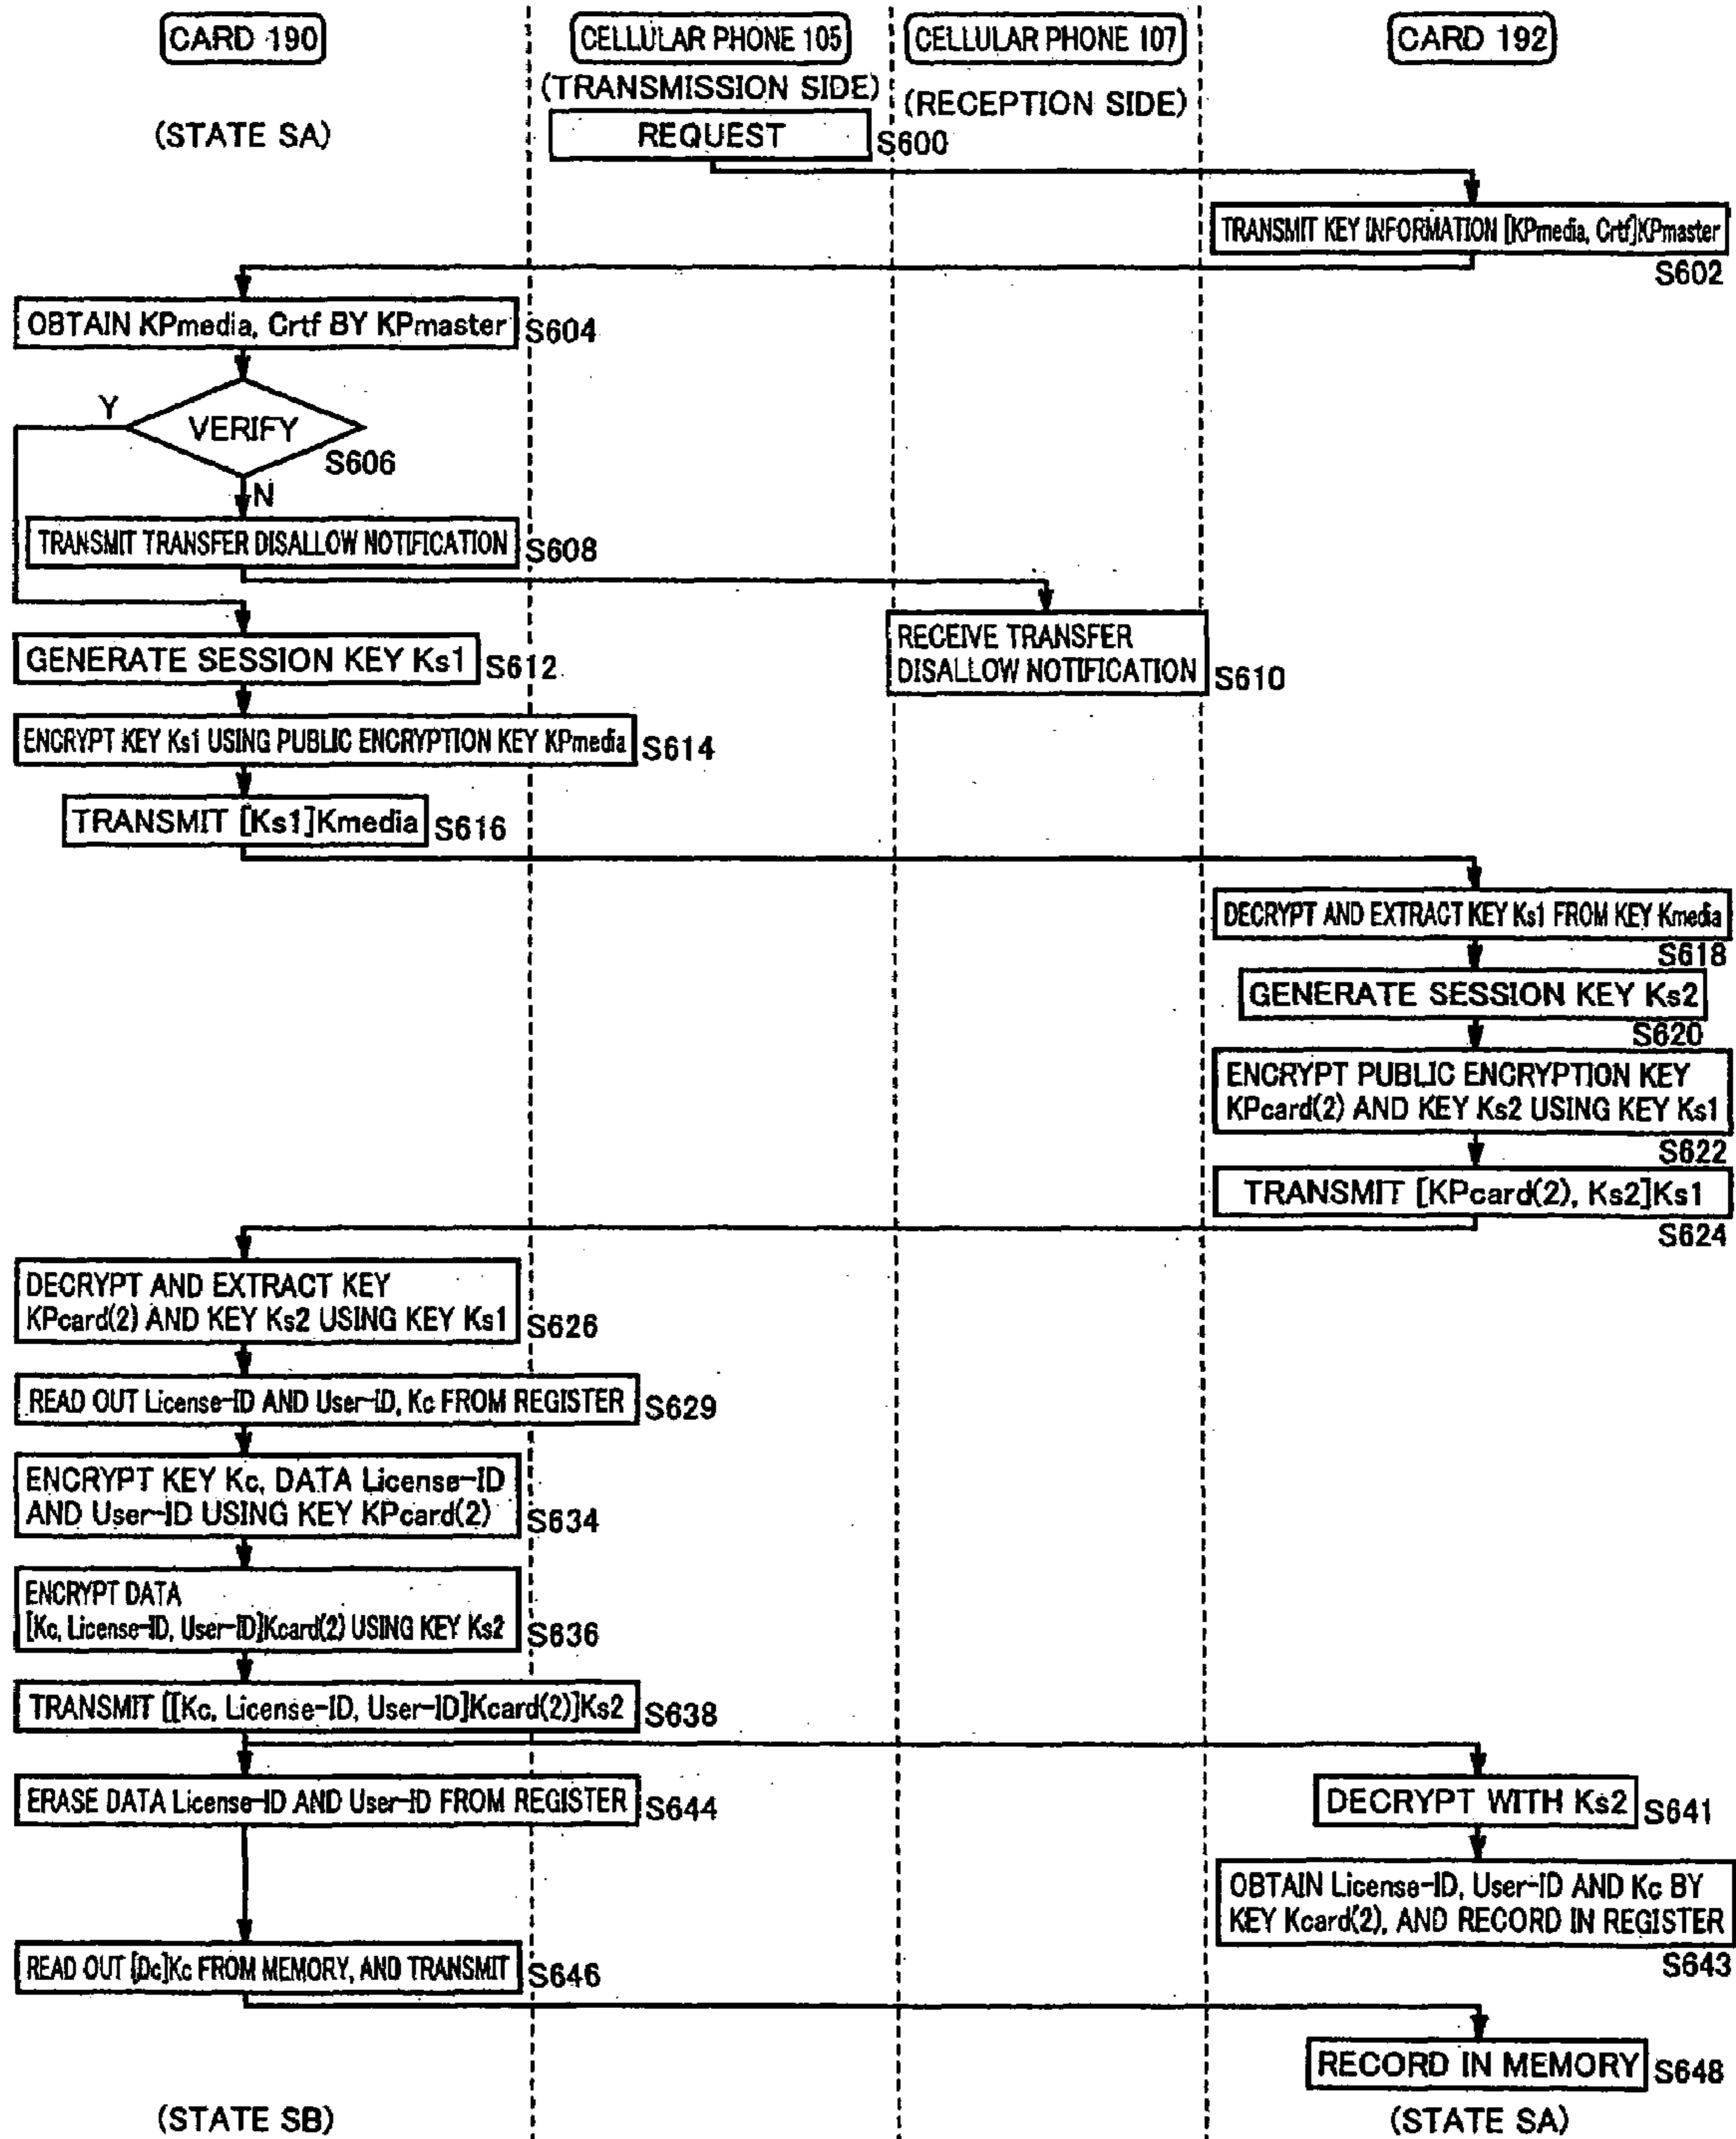 CARD 190
CELLULAR PHONE 105
CELLULAR PHONE 107
CARD 192
(TRANSMISSION SIDE)
(RECEPTION SIDE)
(STATE SA)
REQUEST
S600
TRANSMIT KEY INFORMATION [KPmedia, Crtf]KPmaster
S602
OBTAIN KPmedia, Crtf BY KPmaster
S604
Y
VERIFY
S606
N
TRANSMIT TRANSFER DISALLOW NOTIFICATION
S608
RECEIVE TRANSFER
DISALLOW NOTIFICATION
S610
GENERATE SESSION KEY Ks1
S612
ENCRYPT KEY Ks1 USING PUBLIC ENCRYPTION KEY KPmedia
S614
TRANSMIT [Ks1]Kmedia
S616
DECRYPT AND EXTRACT KEY Ks1 FROM KEY Kmedia
S618
GENERATE SESSION KEY Ks2
S620
ENCRYPT PUBLIC ENCRYPTION KEY
KPcard(2) AND KEY Ks2 USING KEY Ks1
S622
TRANSMIT [KPcard(2), Ks2]Ks1
S624
DECRYPT AND EXTRACT KEY
KPcard(2) AND KEY Ks2 USING KEY Ks1
S626
READ OUT License-ID AND User-ID, Kc FROM REGISTER
S629
ENCRYPT KEY Kc, DATA License-ID
AND User-ID USING KEY KPcard(2)
S634
ENCRYPT DATA
[Kc, License-ID, User-ID]Kcard(2) USING KEY Ks2
S636
TRANSMIT [[Kc, License-ID, User-ID]Kcard(2)]Ks2
S638
ERASE DATA License-ID AND User-ID FROM REGISTER
S644
DECRYPT WITH Ks2
S641
OBTAIN License-ID, User-ID AND Kc BY
KEY Kcard(2), AND RECORD IN REGISTER
S643
READ OUT [Dc]Kc FROM MEMORY, AND TRANSMIT
S646
RECORD IN MEMORY
S648
(STATE SB)
(STATE SA)